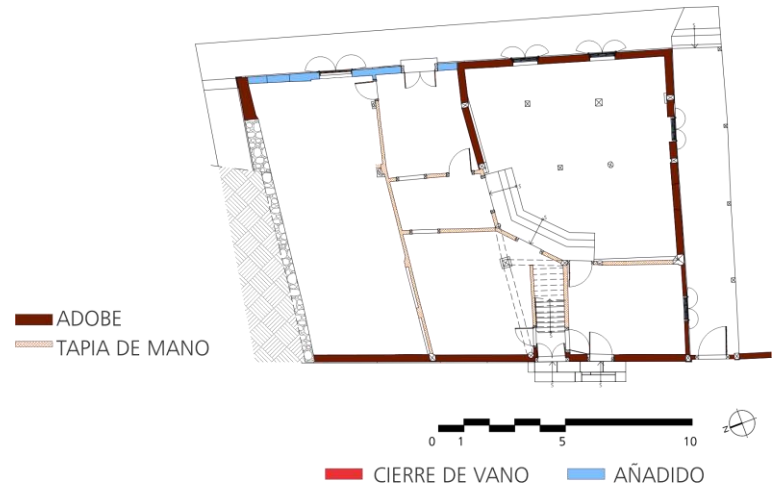 ADOBE
TAPIA DE MANO
0 1 5 10
N
CIERRE DE VANO AÑADIDO